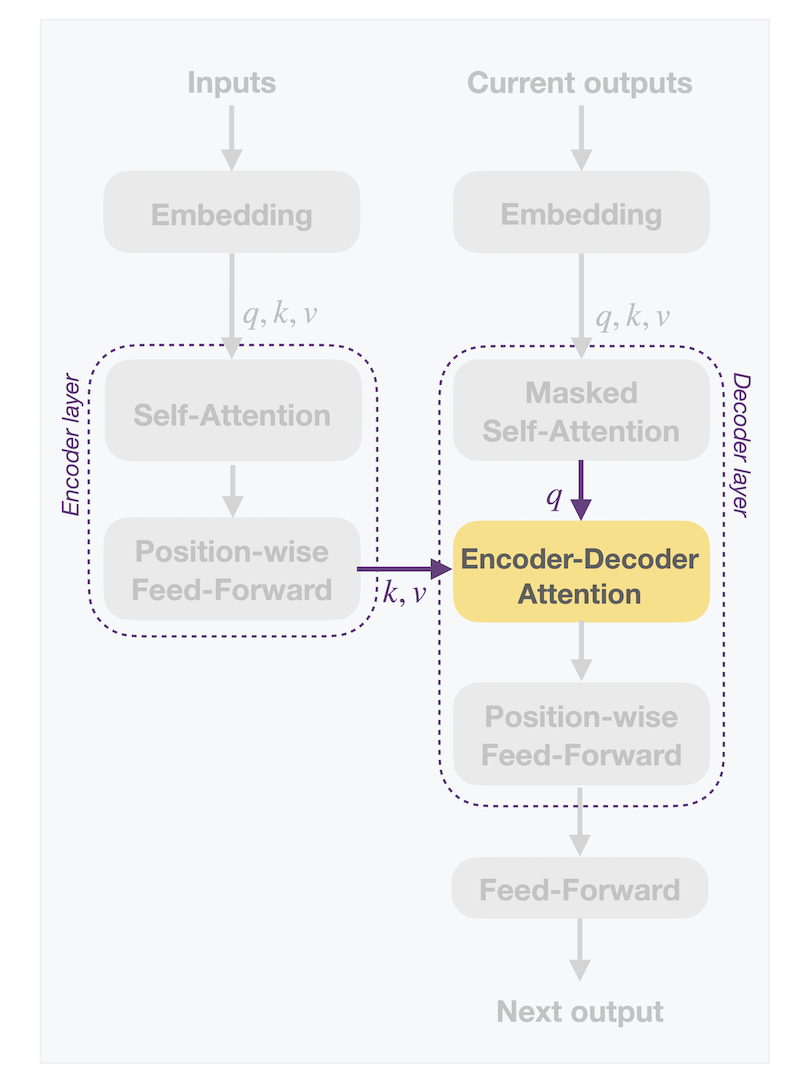 Inputs
Embedding
q, k, v
Encoder layer
Self-Attention
Position-wise
Feed-Forward
k, v
Current outputs
Embedding
q, k, v
Decoder layer
Masked
Self-Attention
q
Encoder-Decoder
Attention
Position-wise
Feed-Forward
Feed-Forward
Next output